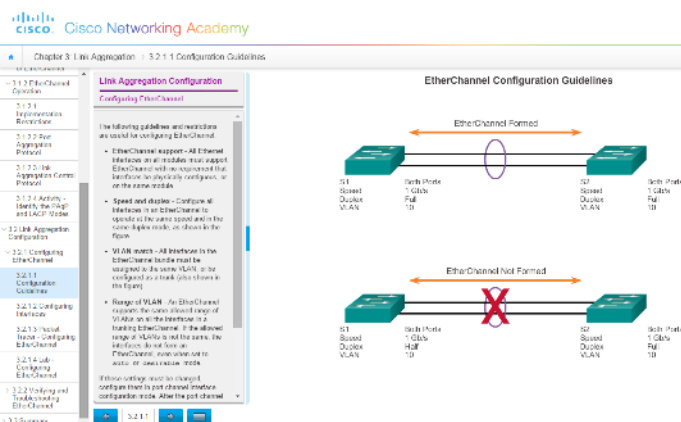 CISCO.
Cisco Networking Academy
Chapter 3: Link Aggregation
3.2.1.1 Configuration Guidelines
3.1.2 EtherChannel
Operation
3.1.2.1
Implementation
Restrictions
3.1.2.2 Port
Aggregation
Protocol
3.1.2.3 Link
Aggregation Control
Protocol
3.1.2.4 Activity -
Identify the PAgP
and LACP Modes
3.2 Link Aggregation
Configuration
3.2.1 Configuring
EtherChannel
3.2.1.1
Configuration
Guidelines
3.2.1.2 Configuring
Interfaces
3.2.1.3 Packet
Tracer - Configuring
EtherChannel
3.2.1.4 Lab -
Configuring
EtherChannel
3.2.2 Verifying and
Troubleshooting
EtherChannel
3.3 Summary
Link Aggregation Configuration
Configuring EtherChannel
The following guidelines and restrictions
are useful for configuring EtherChannel:
• EtherChannel support - All Ethernet
interfaces on all modules must support
EtherChannel with no requirement that
interfaces be physically contiguous, or
on the same module.
• Speed and duplex - Configure all
interfaces in an EtherChannel to
operate at the same speed and in the
same duplex mode, as shown in the
figure.
• VLAN match - All interfaces in the
EtherChannel bundle must be
assigned to the same VLAN, or be
configured as a trunk (also shown in
the figure).
• Range of VLAN - An EtherChannel
supports the same allowed range of
VLANs on all the interfaces in a
trunking EtherChannel. If the allowed
range of VLANs is not the same, the
interfaces do not form an
EtherChannel, even when set to
auto or desirable mode.
If these settings must be changed,
configure them in port channel interface
configuration mode. After the port channel
3.2.1.1
EtherChannel Configuration Guidelines
EtherChannel Formed
S1 Both Ports
Speed 1 Gb/s
Duplex Full
VLAN 10
S2 Both Ports
Speed 1 Gb/s
Duplex Full
VLAN 10
EtherChannel Not Formed
S1 Both Ports
Speed 1 Gb/s
Duplex Half
VLAN 10
S2 Both Ports
Speed 1 Gb/s
Duplex Full
VLAN 10